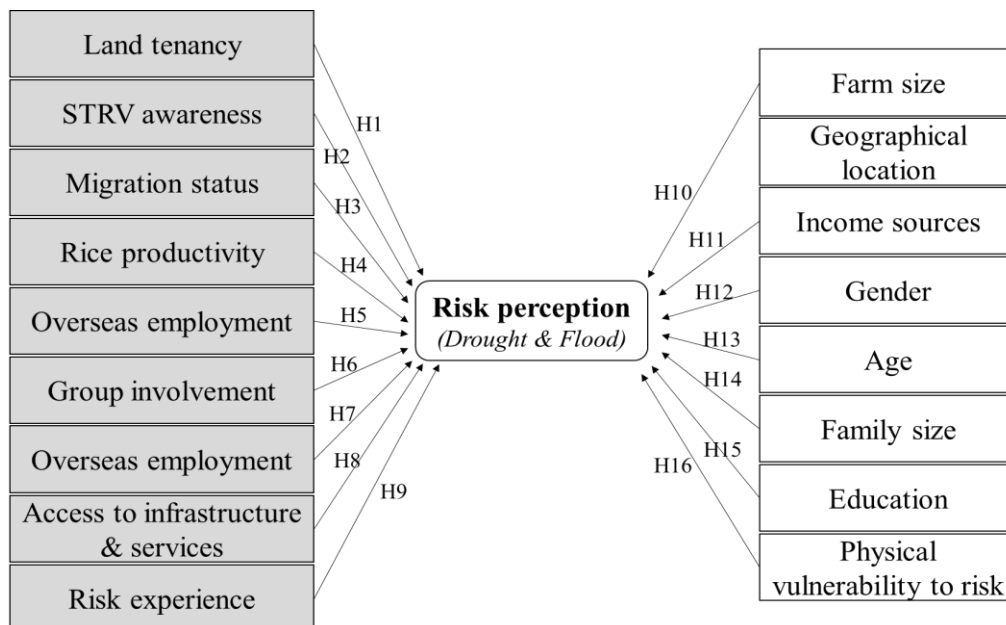 Land tenancy
STRV awareness
Migration status
Rice productivity
Overseas employment
Group involvement
Overseas employment
Access to infrastructure
& services
Risk experience
H1
H2
H3
H4
H5
H6
H7
H8
H9
Risk perception
(Drought & Flood)
H10
H11
H12
H13
H14
H15
H16
Farm size
Geographical
location
Income sources
Gender
Age
Family size
Education
Physical
vulnerability to risk